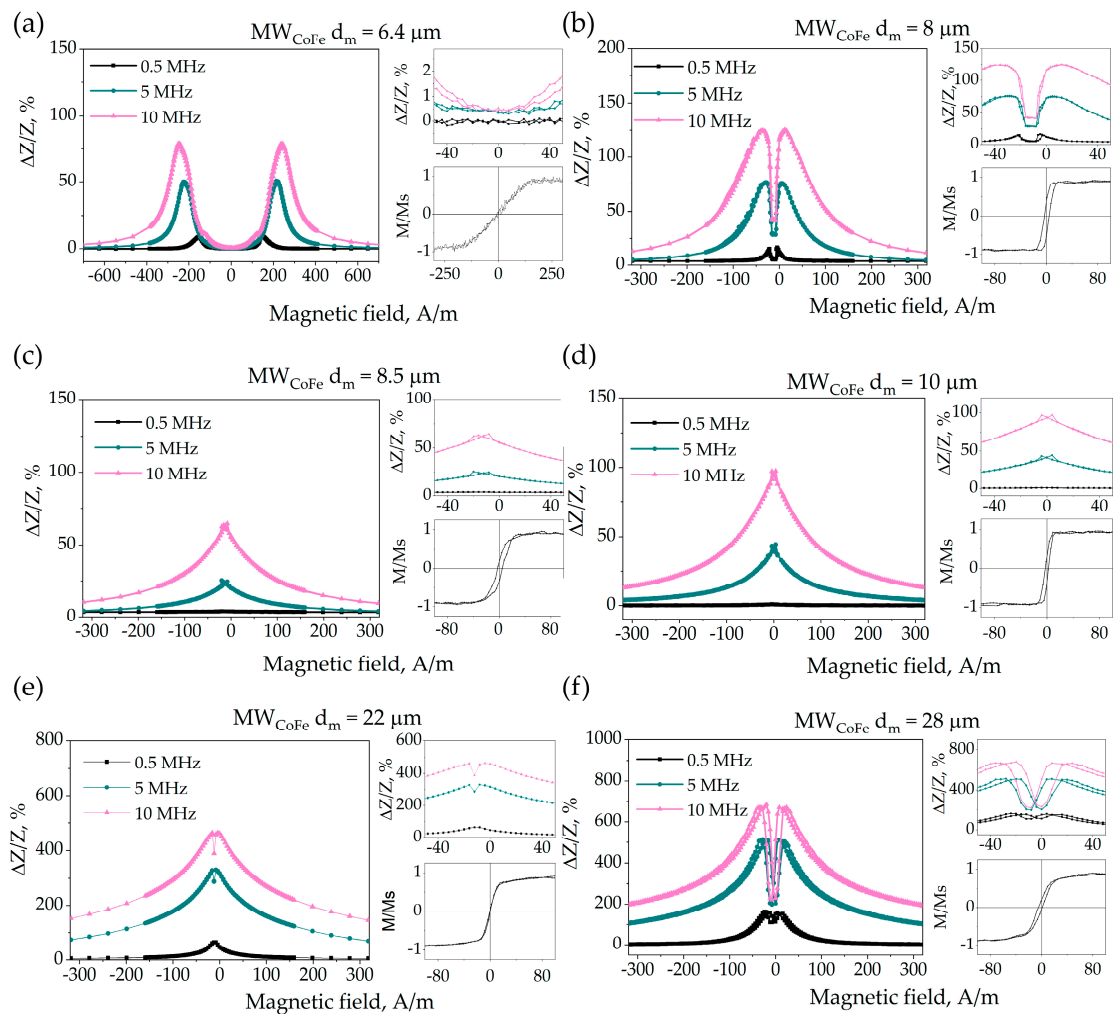 (a)
MW_CoFe d_m = 6.4 μm
150
100
50
0
ΔZ/Z, %
0.5 MHz
5 MHz
10 MHz
-600 -400 -200 0 200 400 600
Magnetic field, A/m
2
1
0
ΔZ/Z, %
-40 0 40
1
0
-1
M/Ms
-250 0 250
(b)
MW_CoFe d_m = 8 μm
200
150
100
50
0
ΔZ/Z, %
0.5 MHz
5 MHz
10 MHz
-300 -200 -100 0 100 200 300
Magnetic field, A/m
150
100
50
0
ΔZ/Z, %
-40 0 40
1
0
-1
M/Ms
-80 0 80
(c)
MW_CoFe d_m = 8.5 μm
150
100
50
0
ΔZ/Z, %
0.5 MHz
5 MHz
10 MHz
-300 -200 -100 0 100 200 300
Magnetic field, A/m
100
50
0
ΔZ/Z, %
-40 0 40
1
0
-1
M/Ms
-80 0 80
(d)
MW_CoFe d_m = 10 μm
150
100
50
0
ΔZ/Z, %
0.5 MHz
5 MHz
10 MHz
-300 -200 -100 0 100 200 300
Magnetic field, A/m
100
50
0
ΔZ/Z, %
-40 0 40
1
0
-1
M/Ms
-80 0 80
(e)
MW_CoFe d_m = 22 μm
800
600
400
200
0
ΔZ/Z, %
0.5 MHz
5 MHz
10 MHz
-300 -200 -100 0 100 200 300
Magnetic field, A/m
600
400
200
0
ΔZ/Z, %
-40 0 40
1
0
-1
M/Ms
-80 0 80
(f)
MW_CoFe d_m = 28 μm
1000
800
600
400
200
0
ΔZ/Z, %
0.5 MHz
5 MHz
10 MHz
-300 -200 -100 0 100 200 300
Magnetic field, A/m
800
400
0
ΔZ/Z, %
-40 0 40
1
0
-1
M/Ms
-80 0 80